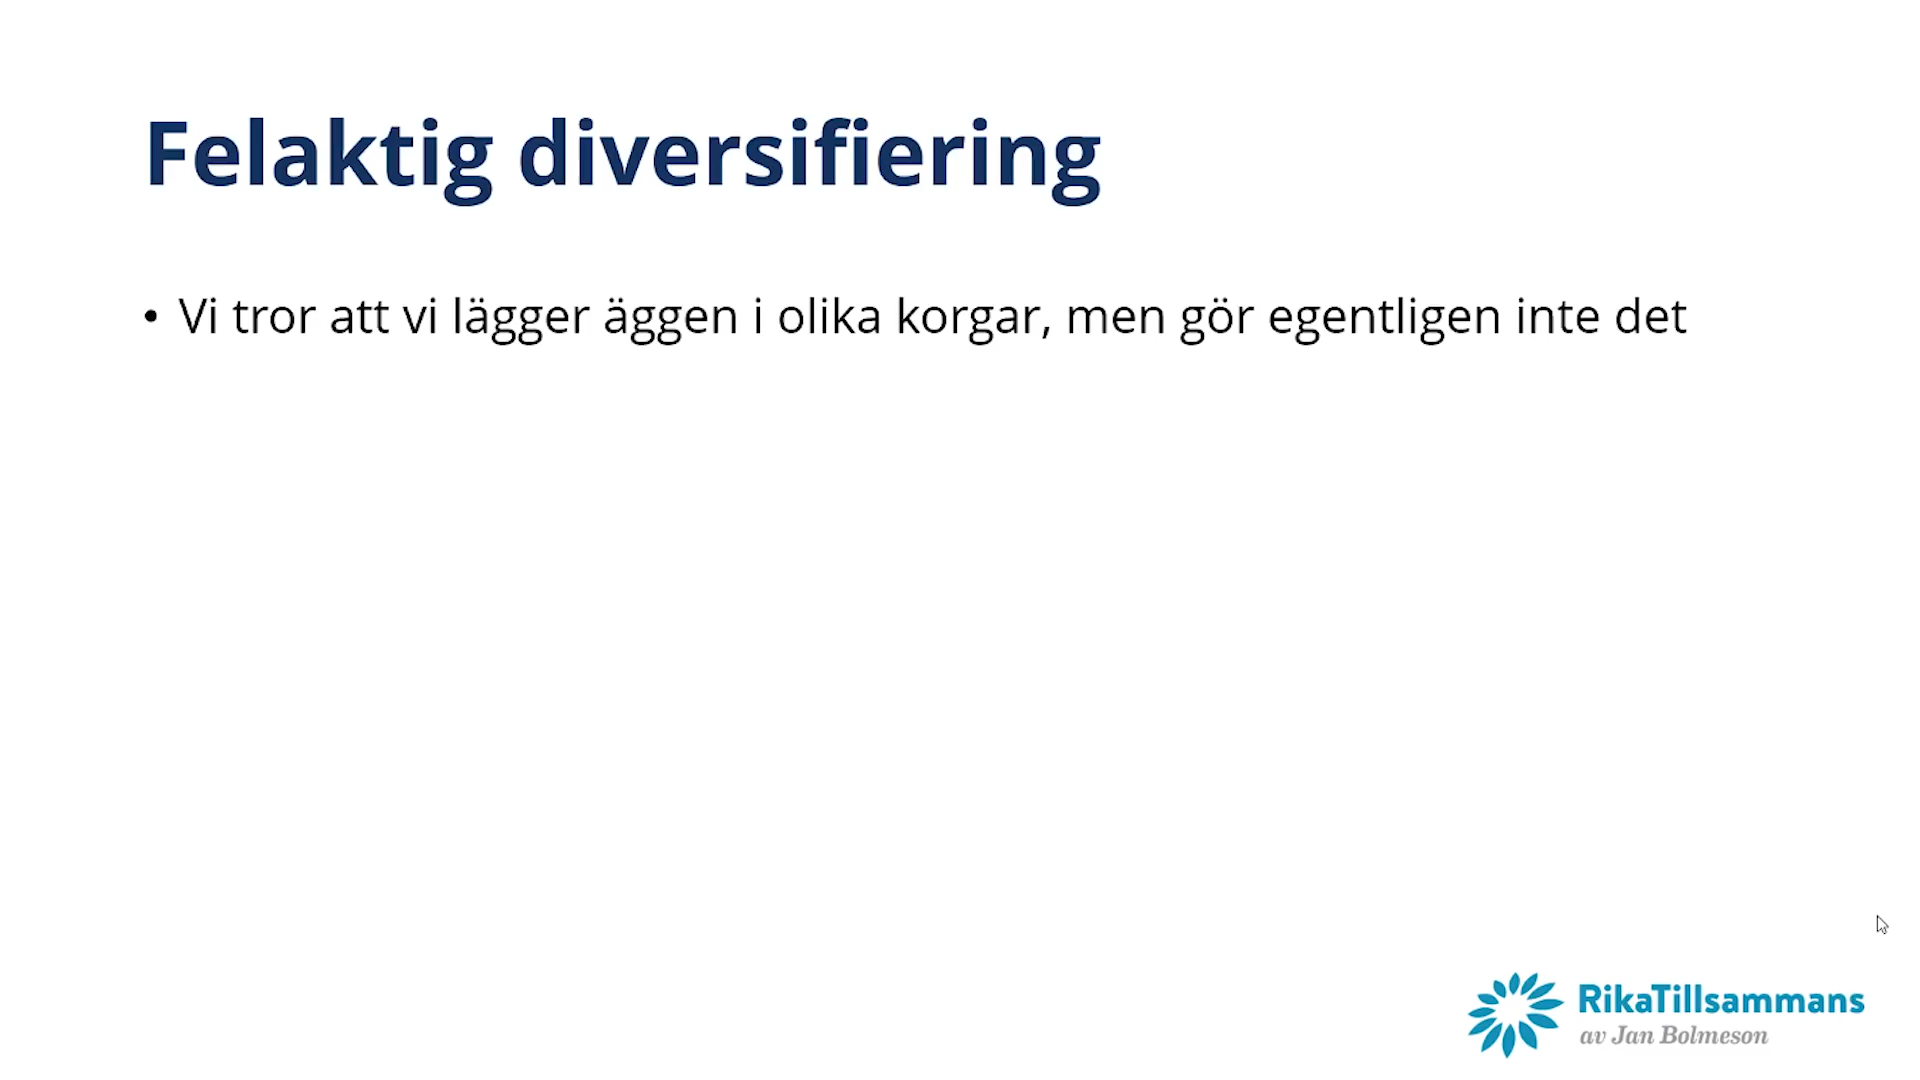 Felaktig diversifiering
• Vi tror att vi lägger äggen i olika korgar, men gör egentligen inte det
RikaTillsammans
av Jan Bolmeson